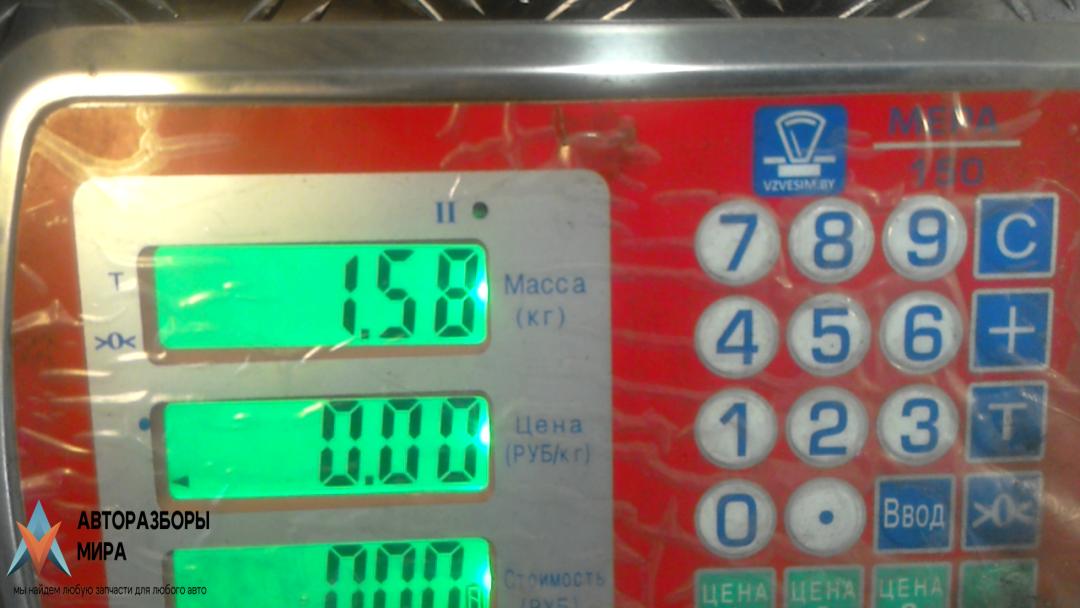 МЕРА
150
VZVESIM.BY
II
7 8 9 C
T
1.58
Масса
(кг)
>0<
4 5 6 +
0.00
Цена
(РУБ/кг)
1 2 3 T
0 . Ввод >0<
000
Стоимость
(РУБ)
ЦЕНА ЦЕНА ЦЕНА
АВТОРАЗБОРЫ
МИРА
мы найдем любую запчасти для любого авто